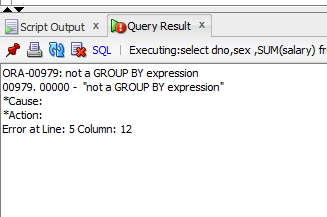 Script Output x Query Result x
SQL | Executing:select dno,sex ,SUM(salary) fr
ORA-00979: not a GROUP BY expression
00979. 00000 - "not a GROUP BY expression"
*Cause:
*Action:
Error at Line: 5 Column: 12